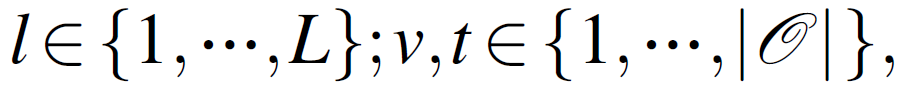 l ∈ {1,⋯,L}; v,t ∈ {1,⋯,|𝒪|},